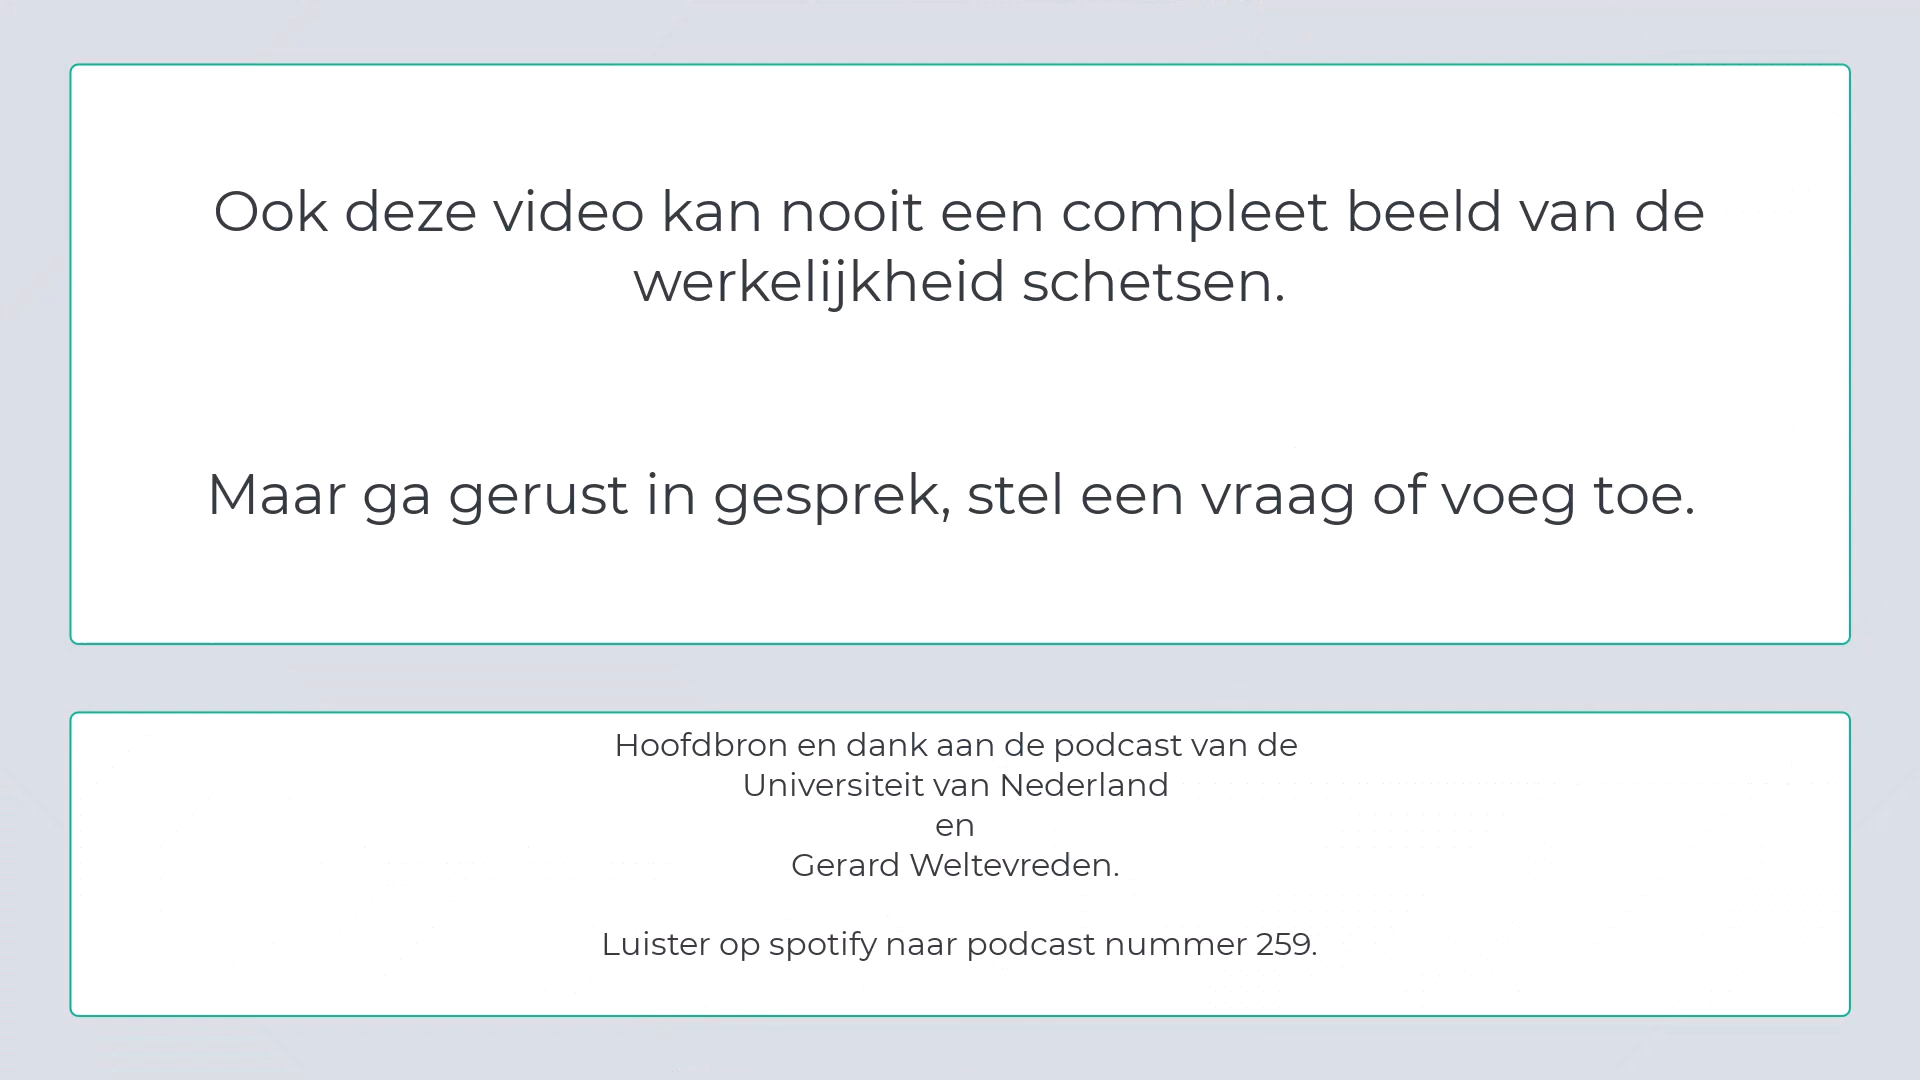 Ook deze video kan nooit een compleet beeld van de
werkelijkheid schetsen.
Maar ga gerust in gesprek, stel een vraag of voeg toe.
Hoofdbron en dank aan de podcast van de
Universiteit van Nederland
en
Gerard Weltevreden.
Luister op spotify naar podcast nummer 259.